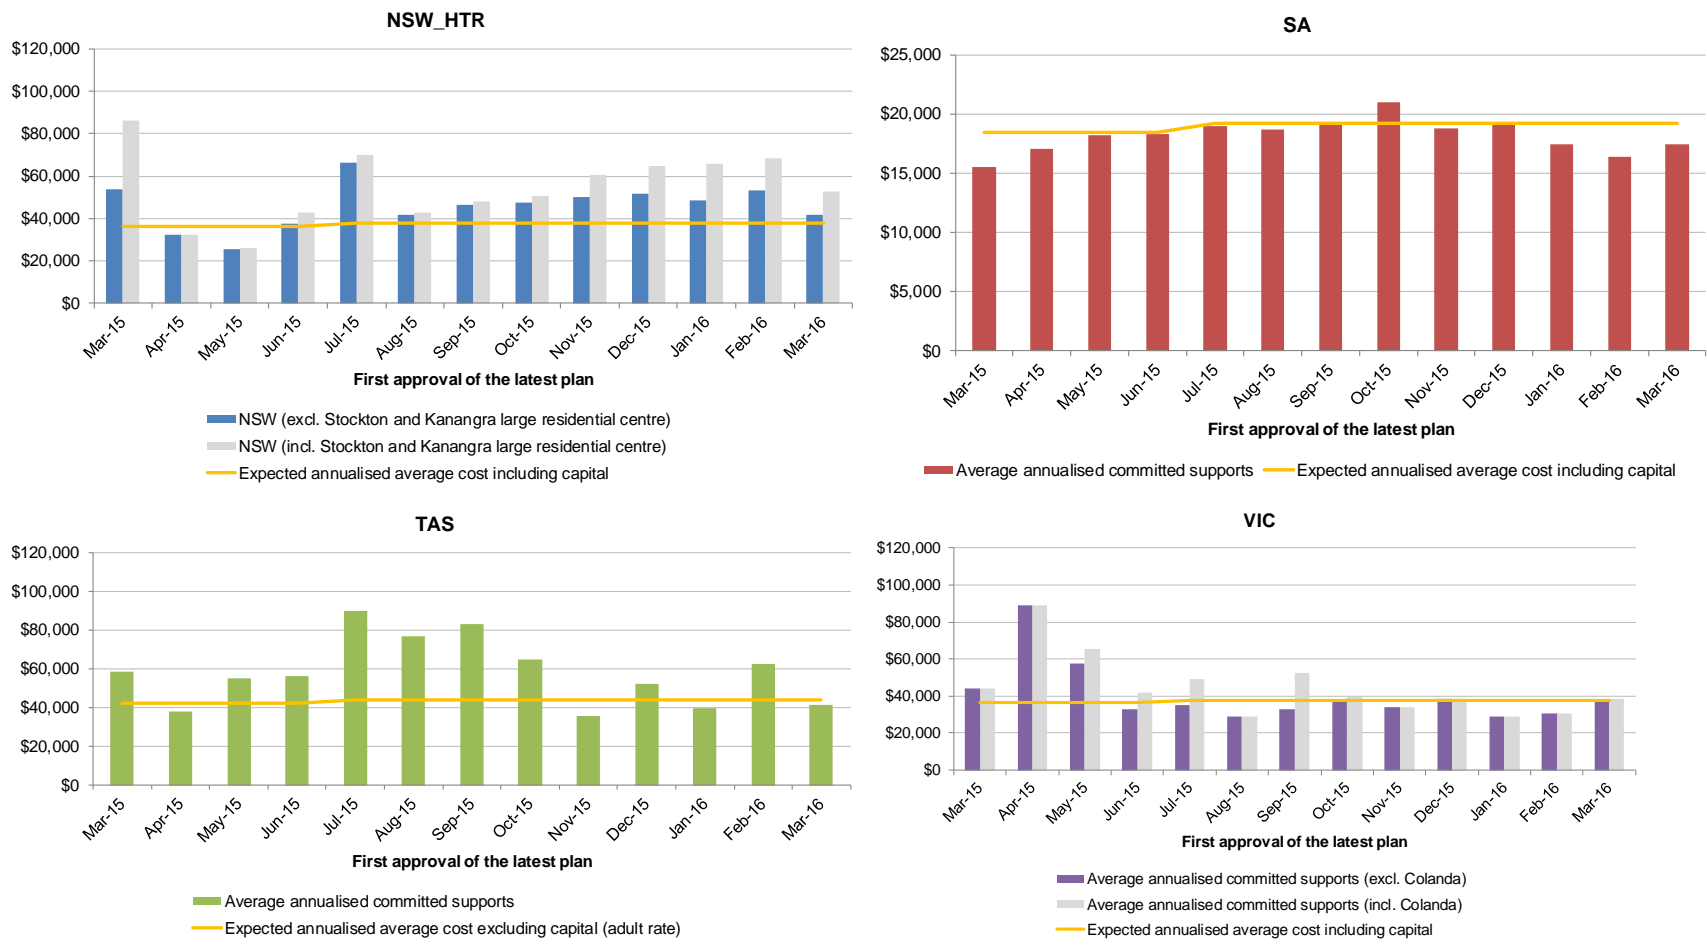 NSW_HTR
$120,000
$100,000
$80,000
$60,000
$40,000
$20,000
$0
Mar-15 Apr-15 May-15 Jun-15 Jul-15 Aug-15 Sep-15 Oct-15 Nov-15 Dec-15 Jan-16 Feb-16 Mar-16
First approval of the latest plan
NSW (excl. Stockton and Kanangra large residential centre)
NSW (incl. Stockton and Kanangra large residential centre)
Expected annualised average cost including capital
SA
$25,000
$20,000
$15,000
$10,000
$5,000
$0
Mar-15 Apr-15 May-15 Jun-15 Jul-15 Aug-15 Sep-15 Oct-15 Nov-15 Dec-15 Jan-16 Feb-16 Mar-16
First approval of the latest plan
Average annualised committed supports Expected annualised average cost including capital
TAS
$120,000
$100,000
$80,000
$60,000
$40,000
$20,000
$0
Mar-15 Apr-15 May-15 Jun-15 Jul-15 Aug-15 Sep-15 Oct-15 Nov-15 Dec-15 Jan-16 Feb-16 Mar-16
First approval of the latest plan
Average annualised committed supports
Expected annualised average cost excluding capital (adult rate)
VIC
$120,000
$100,000
$80,000
$60,000
$40,000
$20,000
$0
Mar-15 Apr-15 May-15 Jun-15 Jul-15 Aug-15 Sep-15 Oct-15 Nov-15 Dec-15 Jan-16 Feb-16 Mar-16
First approval of the latest plan
Average annualised committed supports (excl. Colanda)
Average annualised committed supports (incl. Colanda)
Expected annualised average cost including capital